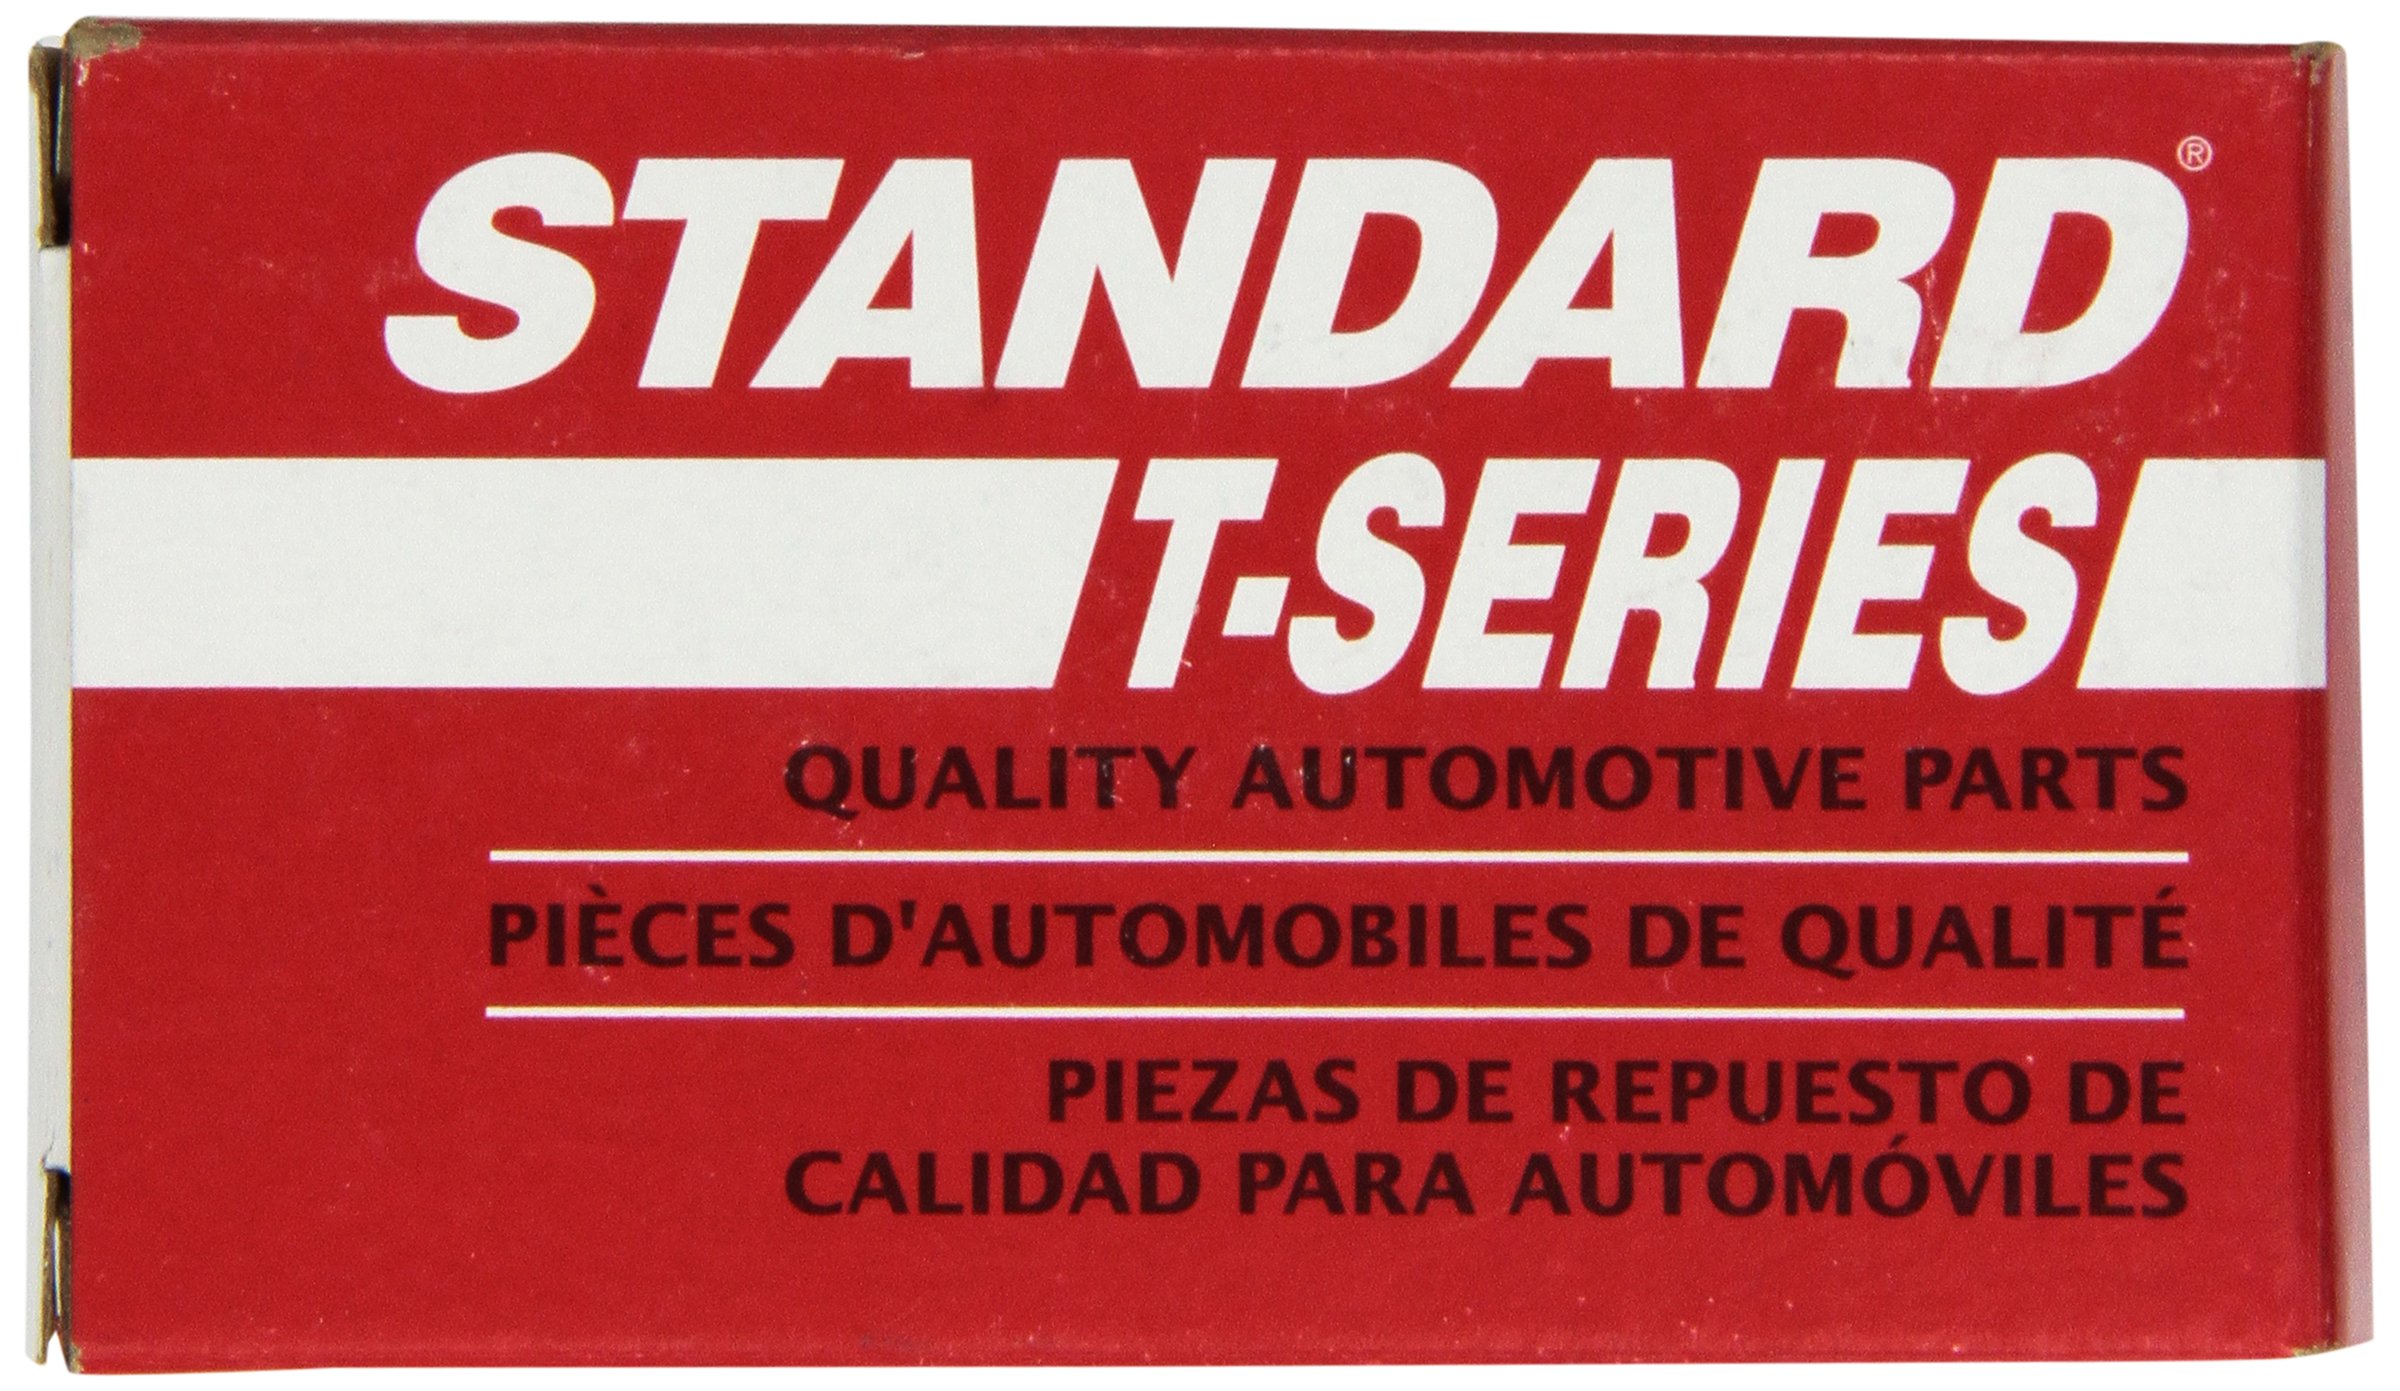 STANDARD®
T-SERIES
QUALITY AUTOMOTIVE PARTS
PIÈCES D'AUTOMOBILES DE QUALITÉ
PIEZAS DE REPUESTO DE
CALIDAD PARA AUTOMÓVILES